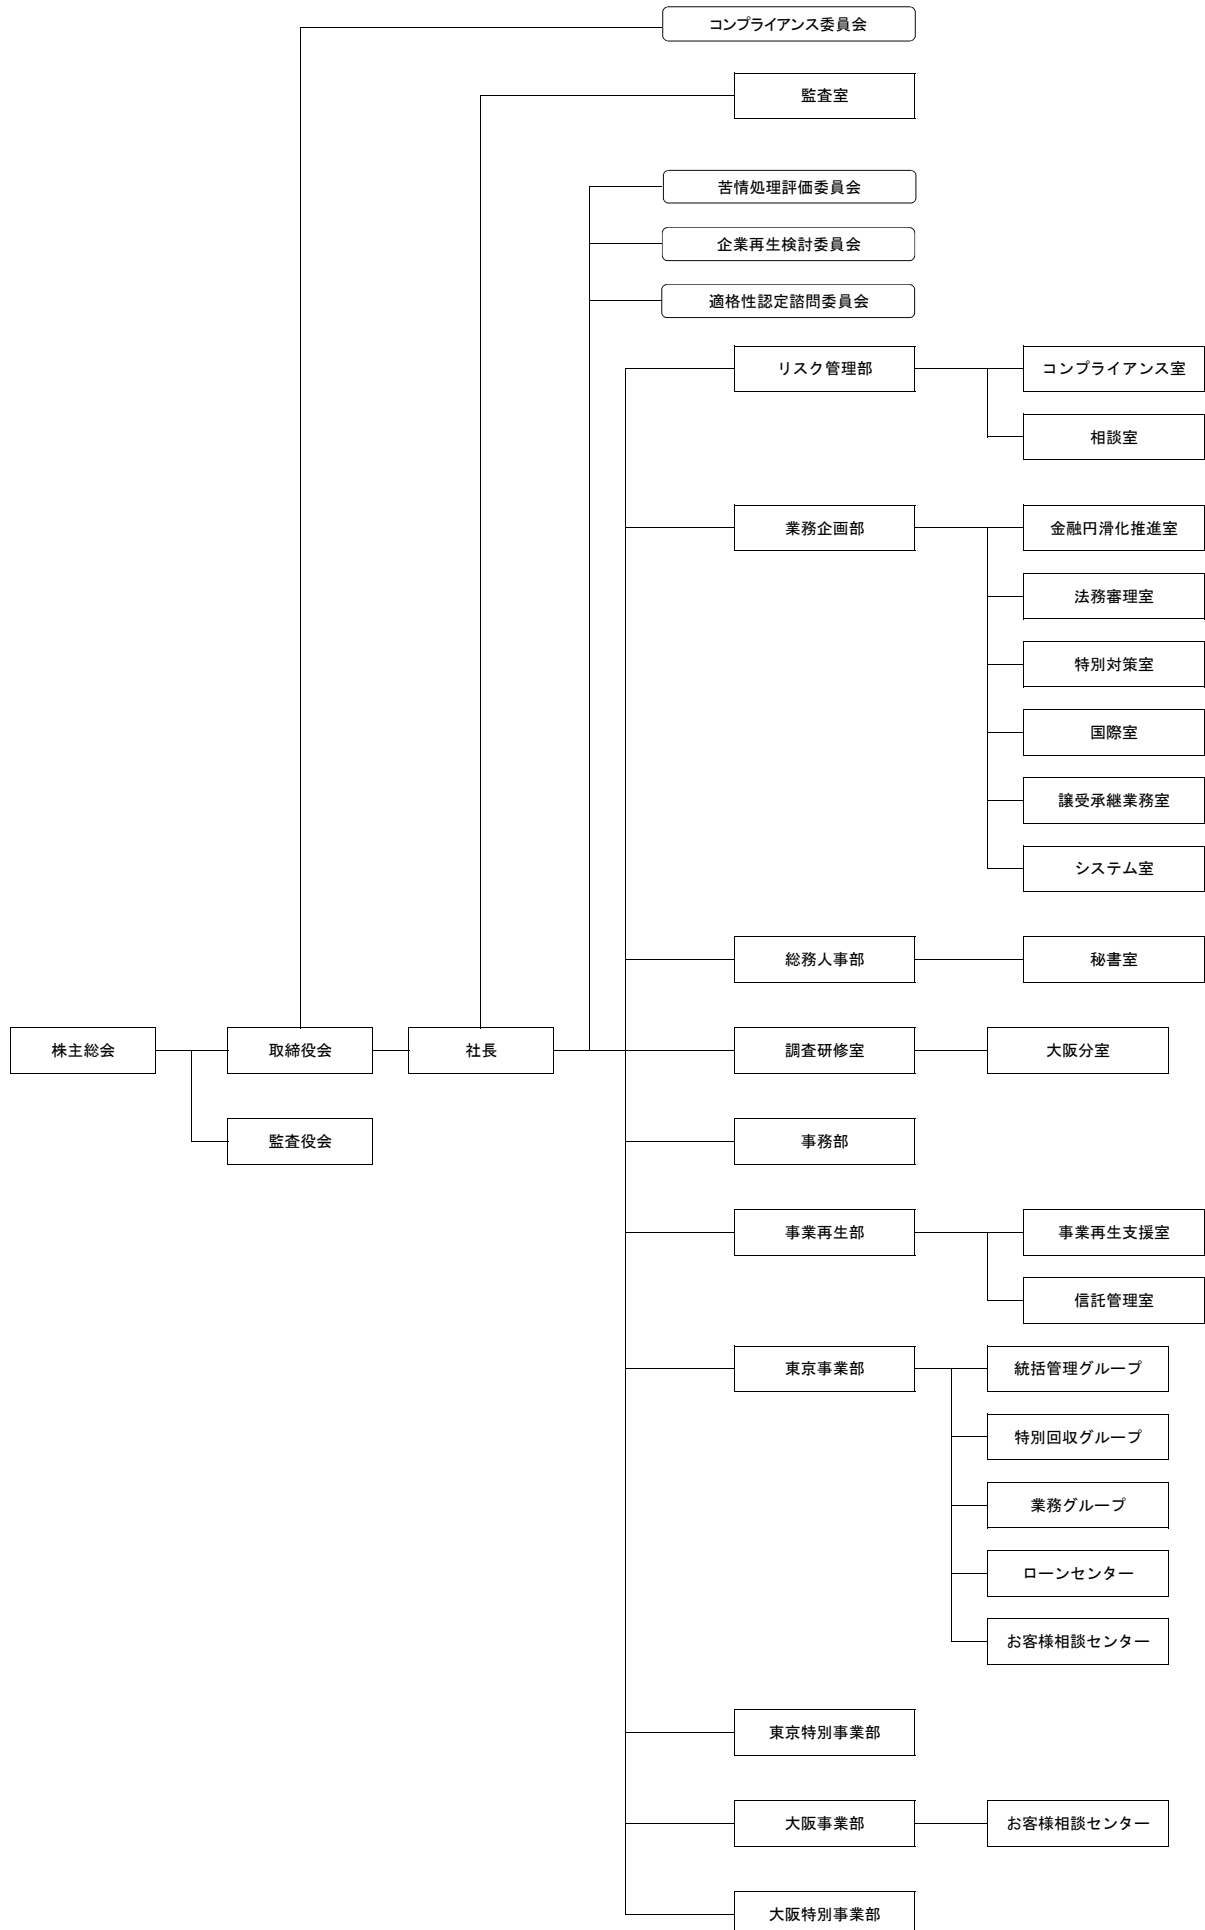 コンプライアンス委員会
監査室
苦情処理評価委員会
企業再生検討委員会
適格性認定諮問委員会
リスク管理部
コンプライアンス室
相談室
業務企画部
金融円滑化推進室
法務審理室
特別対策室
国際室
譲受承継業務室
システム室
総務人事部
秘書室
株主総会
取締役会
社長
調査研修室
大阪分室
監査役会
事務部
事業再生部
事業再生支援室
信託管理室
東京事業部
統括管理グループ
特別回収グループ
業務グループ
ローンセンター
お客様相談センター
東京特別事業部
大阪事業部
お客様相談センター
大阪特別事業部